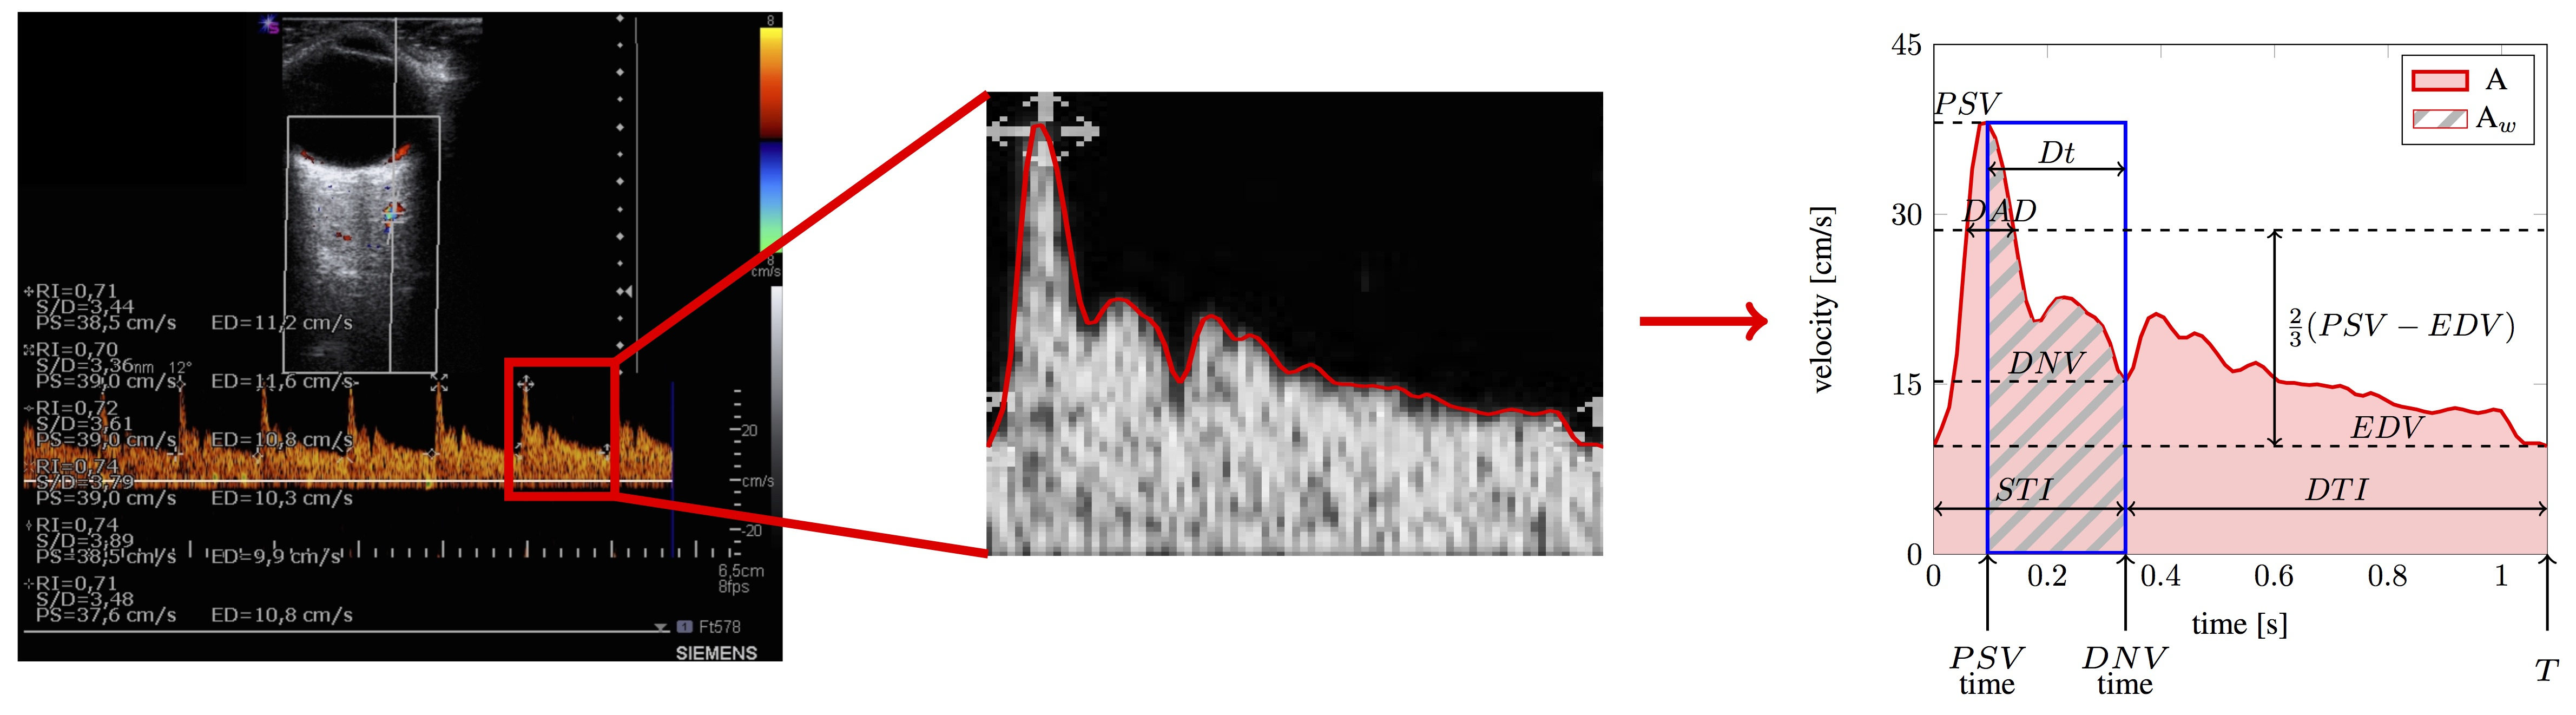 8
8
cm/s
RI=0,71
S/D=3,44
PS=38,5 cm/s ED=11,2 cm/s
RI=0,70
S/D=3,36nm 12°
PS=39,0 cm/s ED=11,6 cm/s
RI=0,72
S/D=3,61
PS=39,0 cm/s ED=10,8 cm/s
RI=0,74
S/D=3,79
PS=39,0 cm/s ED=10,3 cm/s
RI=0,74
S/D=3,89
PS=38,5 cm/s ED=9,9 cm/s
RI=0,71
S/D=3,48
PS=37,6 cm/s ED=10,8 cm/s
20
cm/s
-20
6,5cm
8fps
1 Ft578
SIEMENS
velocity [cm/s]
45
30
15
0
A
A_w
PSV
Dt
DAD
2/3(PSV − EDV)
DNV
EDV
STI
DTI
0 0.2 0.4 0.6 0.8 1
time [s]
PSV
time
DNV
time
T